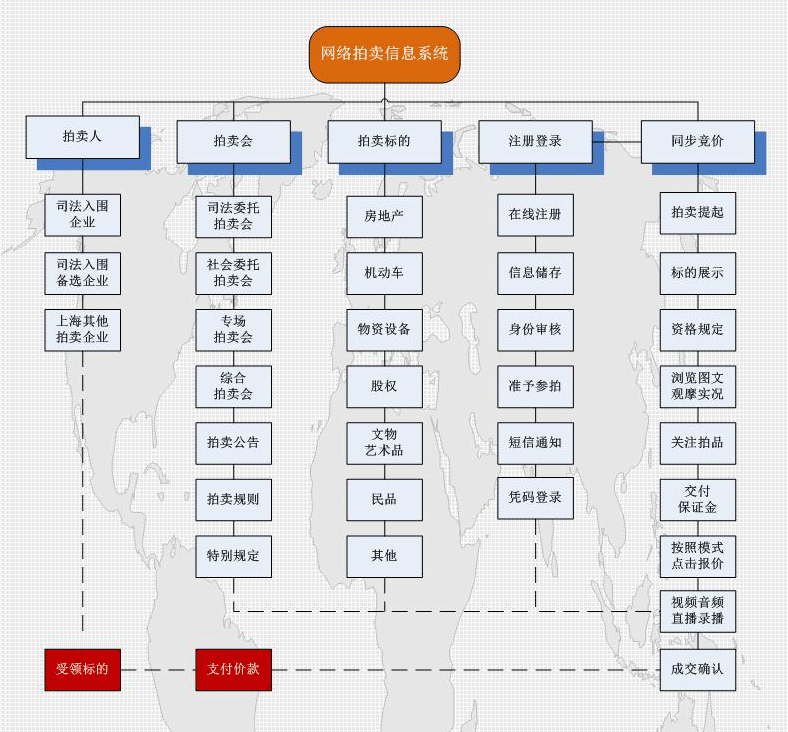 网络拍卖信息系统
拍卖人
拍卖会
拍卖标的
注册登录
同步竞价
司法入围
企业
司法入围
备选企业
上海其他
拍卖企业
司法委托
拍卖会
社会委托
拍卖会
专场
拍卖会
综合
拍卖会
拍卖公告
拍卖规则
特别规定
房地产
机动车
物资设备
股权
文物
艺术品
民品
其他
在线注册
信息储存
身份审核
准予参拍
短信通知
凭码登录
拍卖提起
标的展示
资格规定
浏览图文
观摩实况
关注拍品
交付
保证金
按照模式
点击报价
视频音频
直播录播
受领标的
支付价款
成交确认